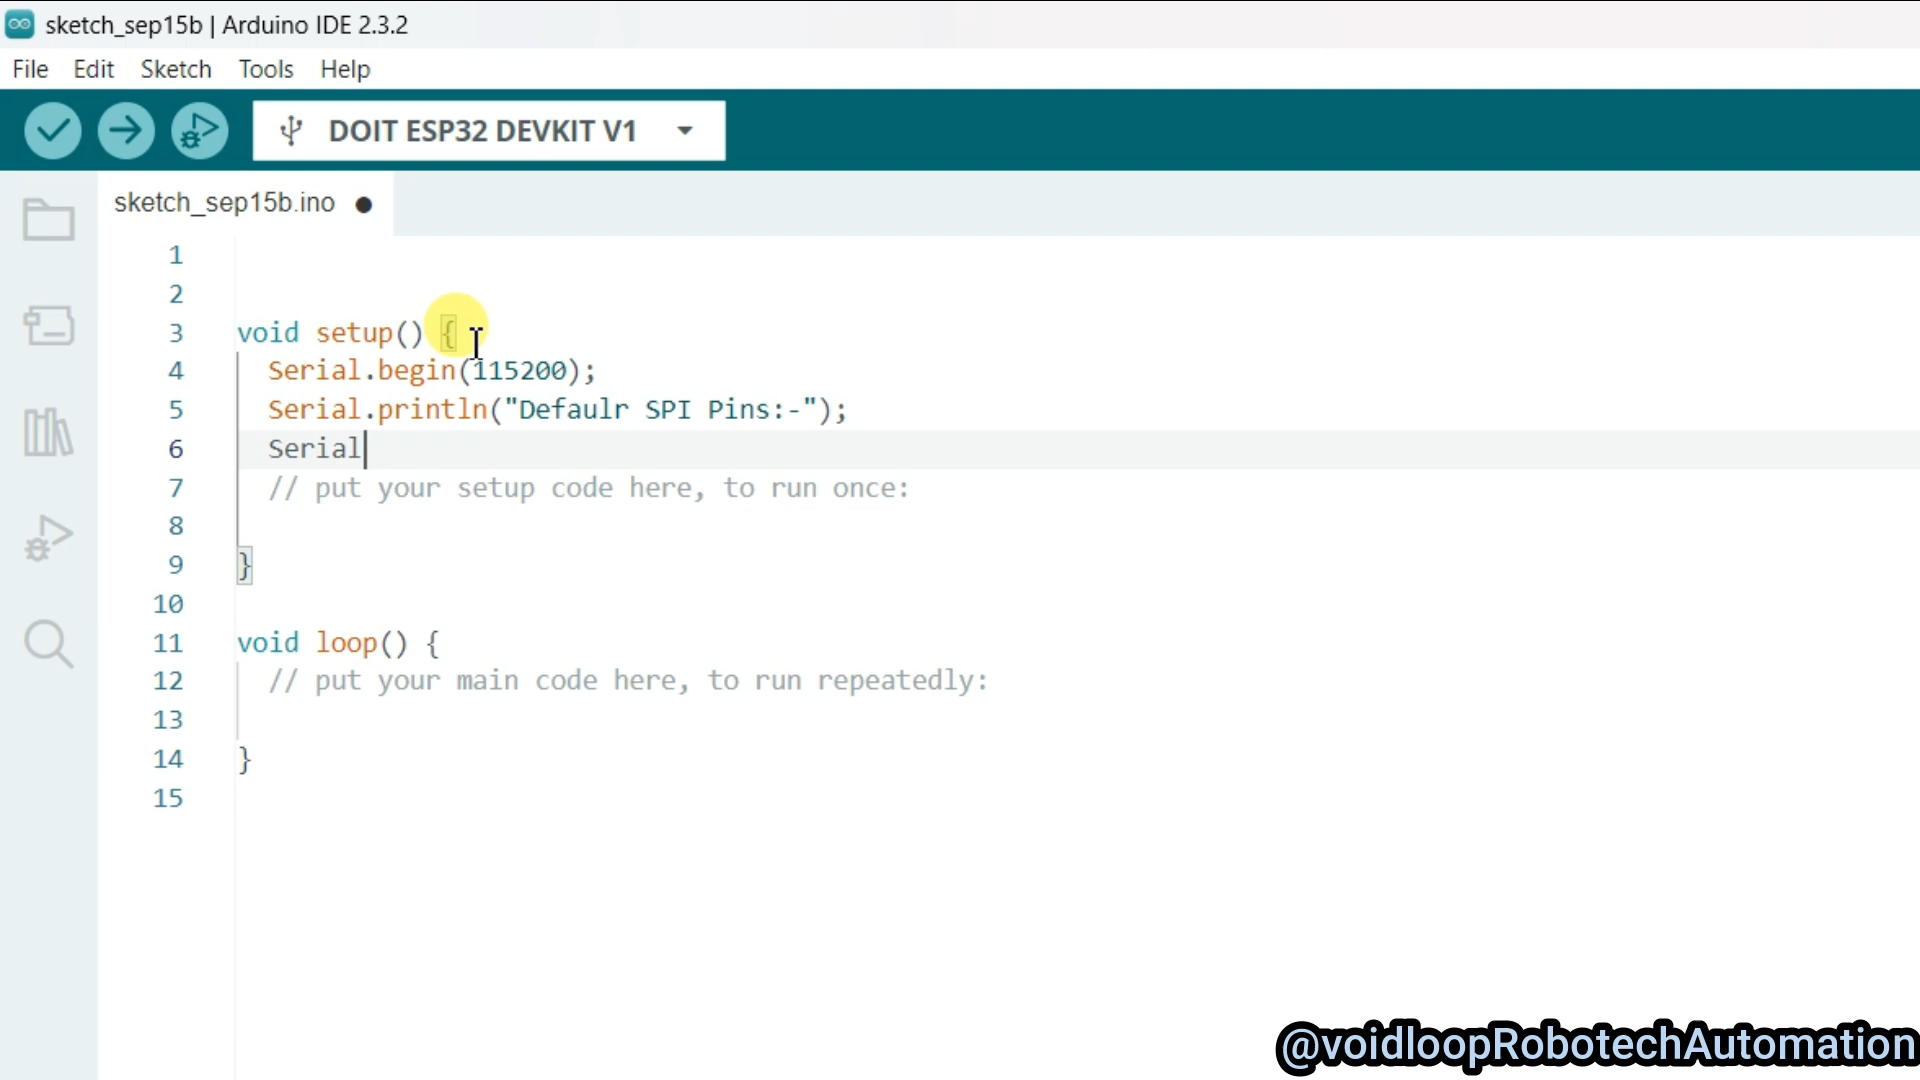 sketch_sep15b | Arduino IDE 2.3.2
File Edit Sketch Tools Help
DOIT ESP32 DEVKIT V1
sketch_sep15b.ino
1
2
3 void setup() {
4 Serial.begin(115200);
5 Serial.println("Defaulr SPI Pins:-");
6 Serial
7 // put your setup code here, to run once:
8
9 }
10
11 void loop() {
12 // put your main code here, to run repeatedly:
13
14 }
15
@voidloopRobotechAutomation